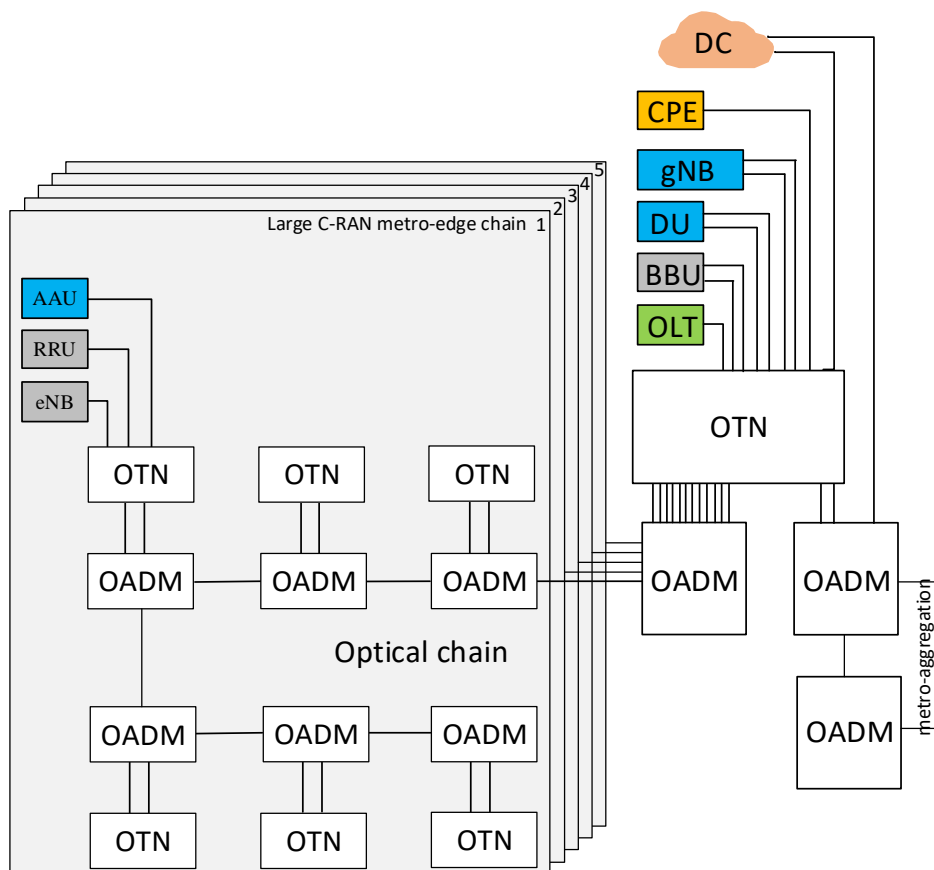 DC
CPE
gNB
DU
BBU
OLT
OTN
5
4
3
2
Large C-RAN metro-edge chain 1
AAU
RRU
eNB
OTN OTN OTN
OADM OADM OADM
OADM OADM
metro-aggregation
Optical chain
OADM OADM OADM
OADM
OTN OTN OTN